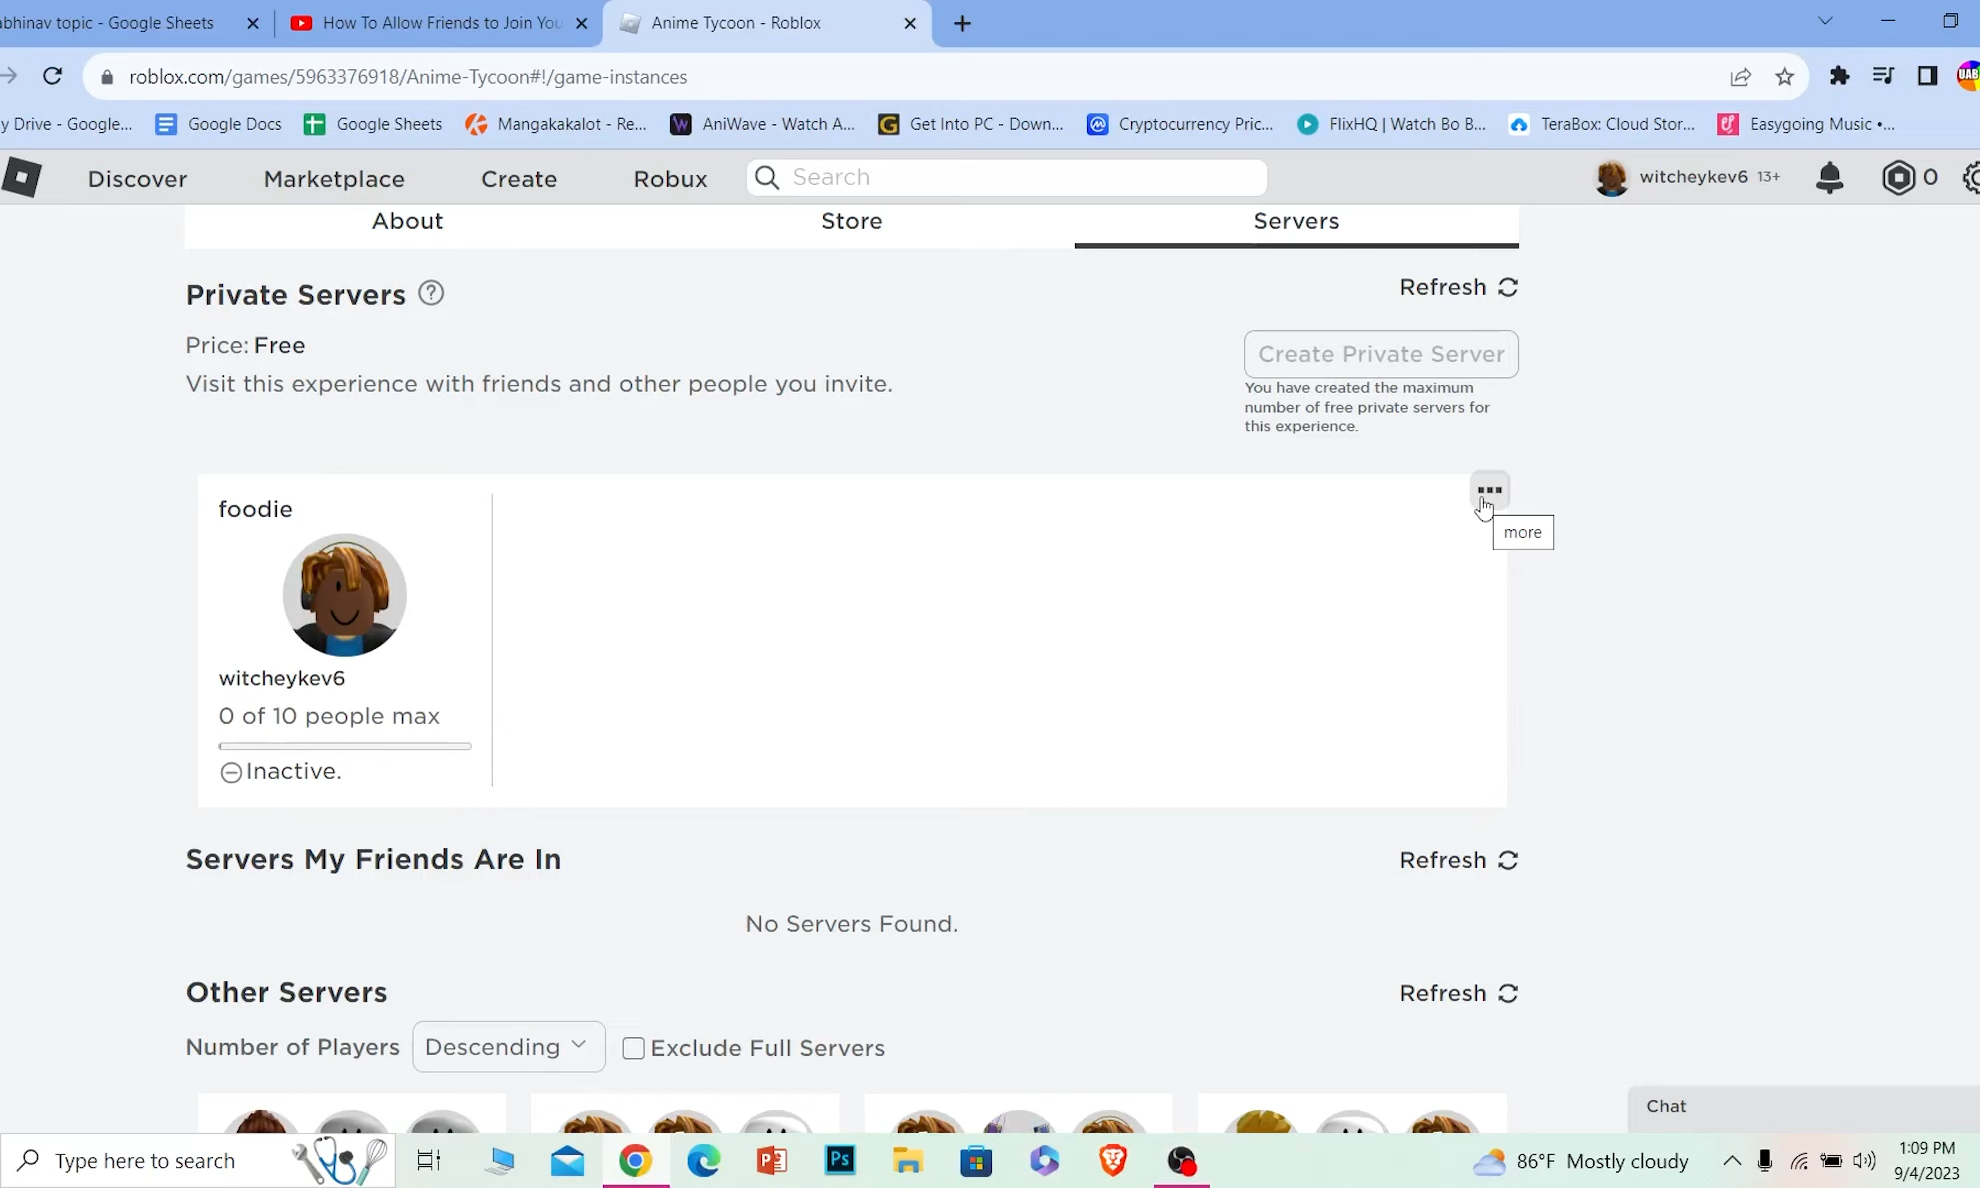 abhinav topic - Google Sheets
How To Allow Friends to Join You
Anime Tycoon - Roblox
roblox.com/games/5963376918/Anime-Tycoon#!/game-instances
UAB
y Drive - Google...
Google Docs
Google Sheets
Mangakakalot - Re...
AniWave - Watch A...
Get Into PC - Down...
Cryptocurrency Pric...
FlixHQ | Watch Bo B...
TeraBox: Cloud Stor...
Easygoing Music •...
Discover
Marketplace
Create
Robux
Search
witcheykev6 13+
0
About
Store
Servers
Private Servers
Refresh
Price: Free
Create Private Server
Visit this experience with friends and other people you invite.
You have created the maximum
number of free private servers for
this experience.
foodie
more
witcheykev6
0 of 10 people max
Inactive.
Servers My Friends Are In
Refresh
No Servers Found.
Other Servers
Refresh
Number of Players
Descending
Exclude Full Servers
Chat
Type here to search
Ps
86°F Mostly cloudy
1:09 PM
9/4/2023